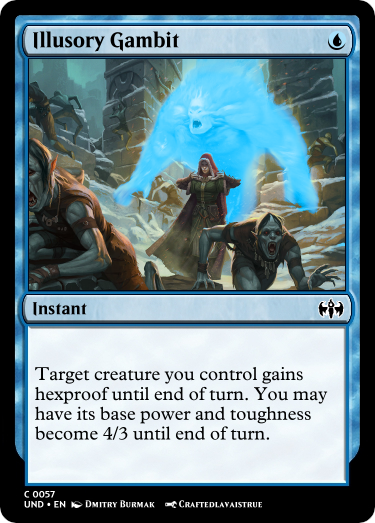 Illusory Gambit
Instant
Target creature you control gains
hexproof until end of turn. You may
have its base power and toughness
become 4/3 until end of turn.
C 0057
UND • EN Dmitry Burmak Craftedlavaistrue